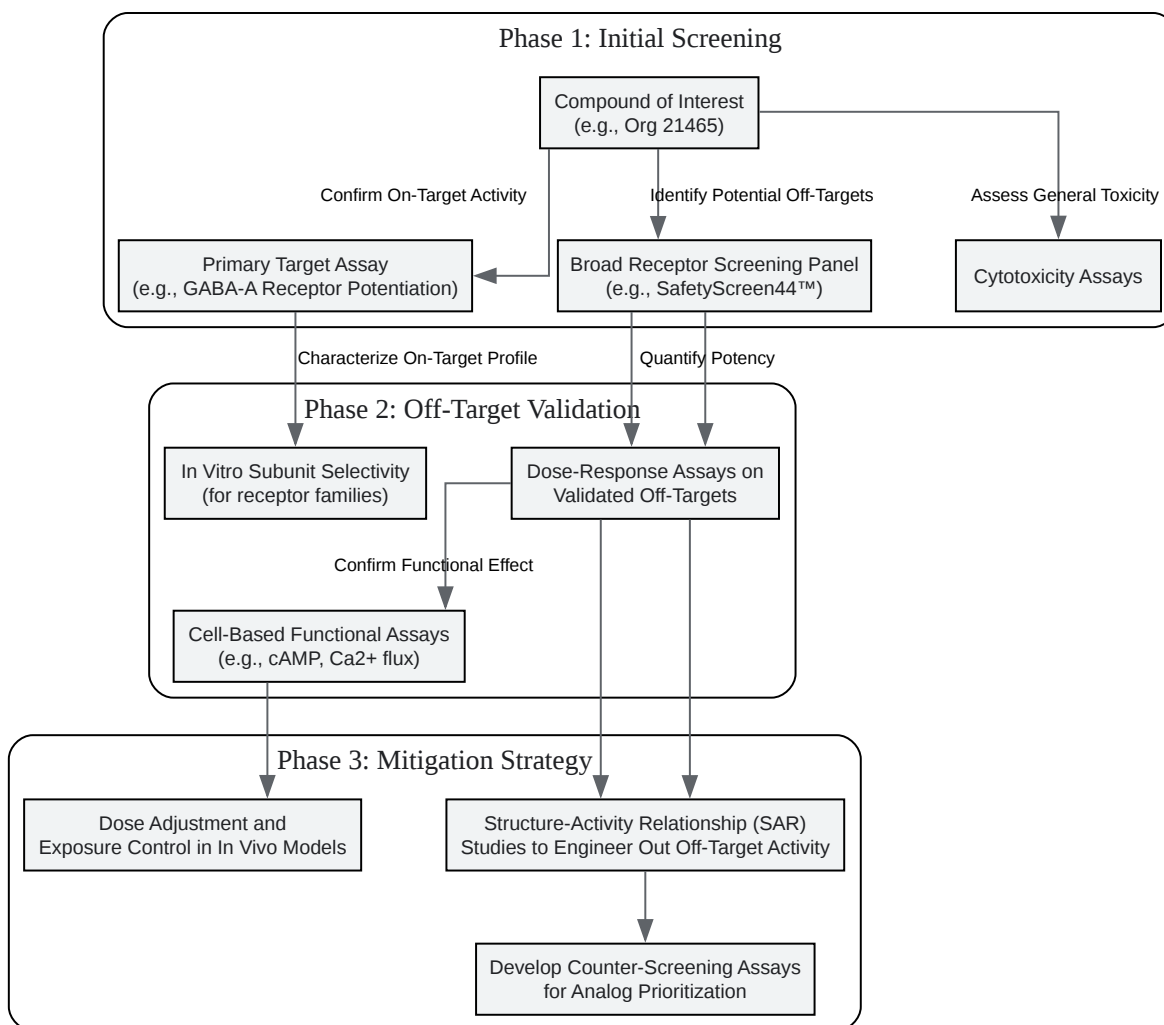 Phase 1: Initial Screening
Compound of Interest
(e.g., Org 21465)
Confirm On-Target Activity
Identify Potential Off-Targets
Assess General Toxicity
Primary Target Assay
(e.g., GABA-A Receptor Potentiation)
Broad Receptor Screening Panel
(e.g., SafetyScreen44™)
Cytotoxicity Assays
Characterize On-Target Profile
Quantify Potency
Phase 2: Off-Target Validation
In Vitro Subunit Selectivity
(for receptor families)
Dose-Response Assays on
Validated Off-Targets
Confirm Functional Effect
Cell-Based Functional Assays
(e.g., cAMP, Ca2+ flux)
Phase 3: Mitigation Strategy
Dose Adjustment and
Exposure Control in In Vivo Models
Structure-Activity Relationship (SAR)
Studies to Engineer Out Off-Target Activity
Develop Counter-Screening Assays
for Analog Prioritization